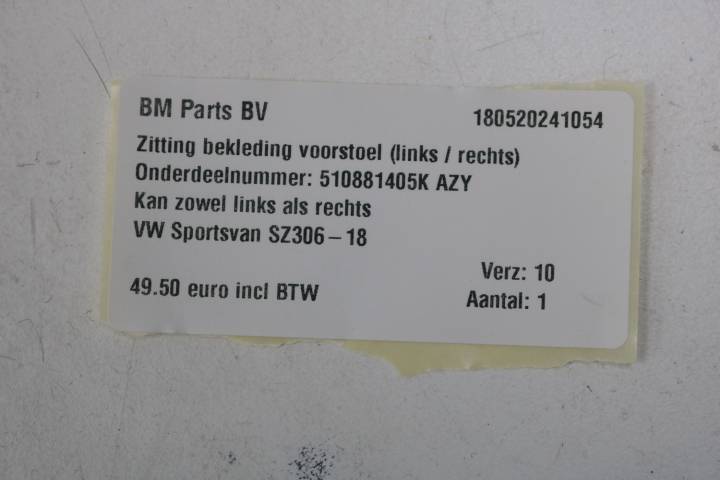 BM Parts BV 180520241054
Zitting bekleding voorstoel (links / rechts)
Onderdeelnummer: 510881405K AZY
Kan zowel links als rechts
VW Sportsvan SZ306 – 18
Verz: 10
49.50 euro incl BTW Aantal: 1